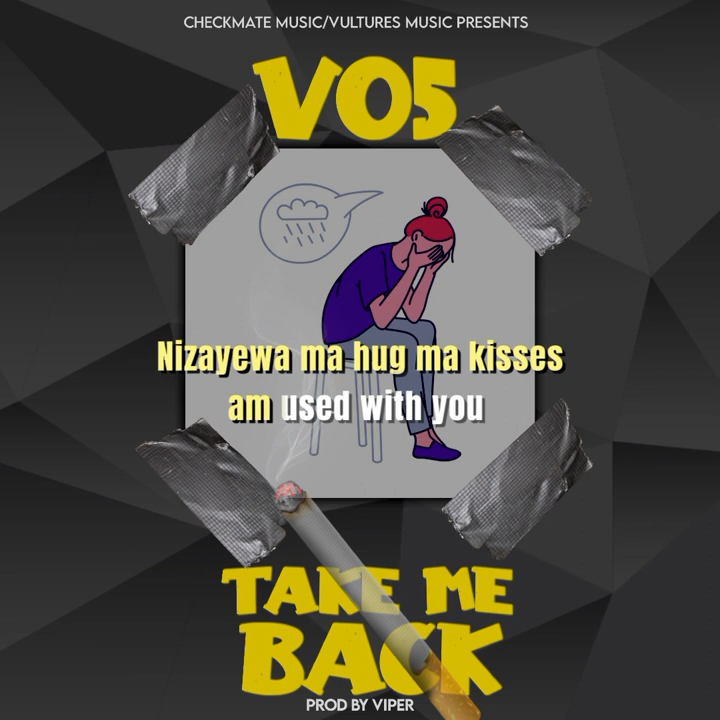 CHECKMATE MUSIC/VULTURES MUSIC PRESENTS
VO5
Nizayewa ma hug ma kisses
am used with you
TAKE ME
BACK
PROD BY VIPER